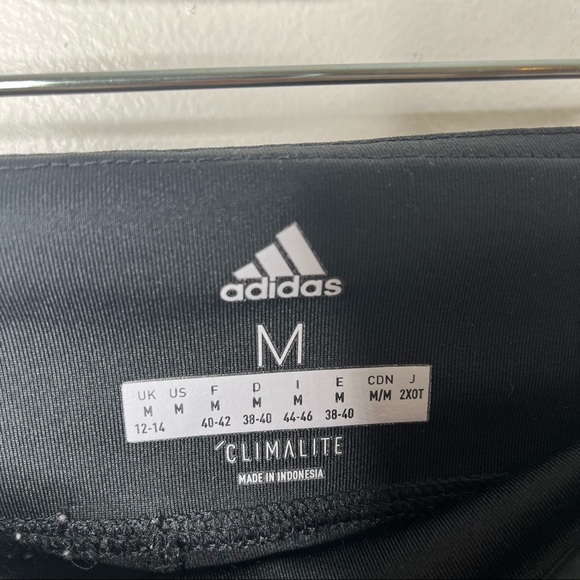 adidas
M
UK US F D I E CDN J
M M M M M M M/M 2XOT
12-14 40-42 38-40 44-46 38-40
CLIMALITE
MADE IN INDONESIA